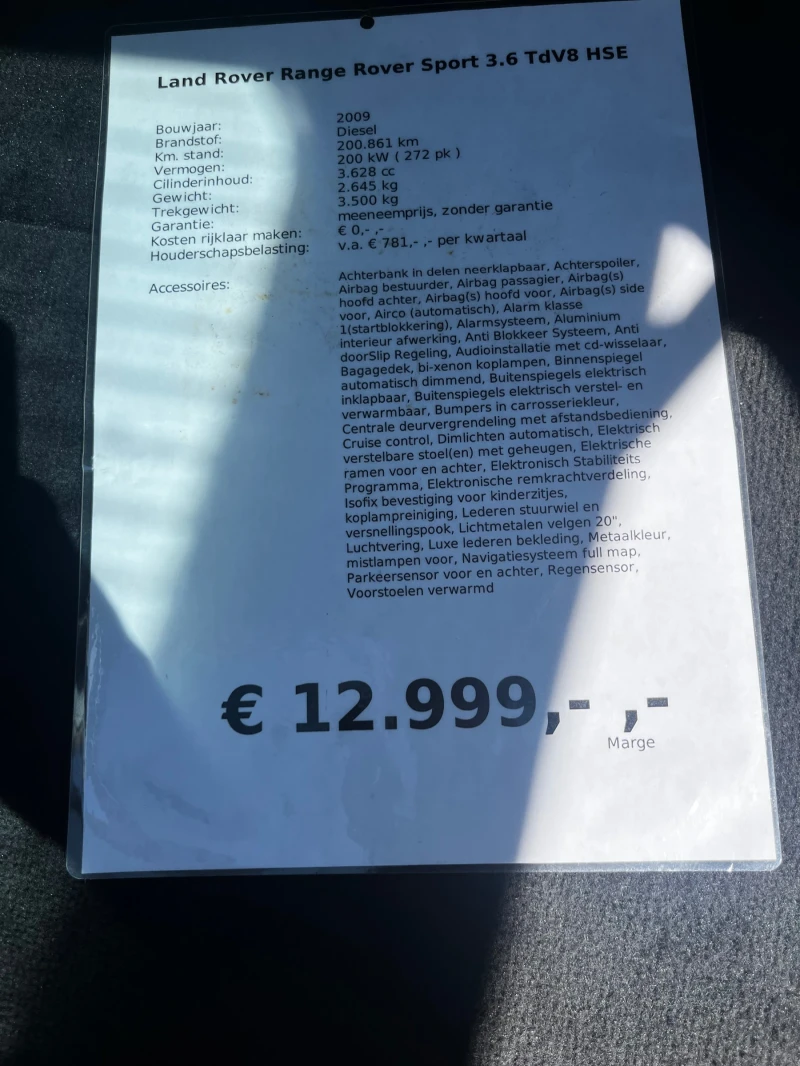 Land Rover Range Rover Sport 3.6 TdV8 HSE
Bouwjaar: 2009
Brandstof: Diesel
Km. stand: 200.861 km
Vermogen: 200 kW ( 272 pk )
Cilinderinhoud: 3.628 cc
Gewicht: 2.645 kg
Trekgewicht: 3.500 kg
Garantie: meeneemprijs, zonder garantie
Kosten rijklaar maken: € 0,- ,-
Houderschapsbelasting: v.a. € 781,- ,- per kwartaal
Accessoires: Achterbank in delen neerklapbaar, Achterspoiler,
Airbag bestuurder, Airbag passagier, Airbag(s)
hoofd achter, Airbag(s) hoofd voor, Airbag(s) side
voor, Airco (automatisch), Alarm klasse
1(startblokkering), Alarmsysteem, Aluminium
interieur afwerking, Anti Blokkeer Systeem, Anti
doorSlip Regeling, Audioinstallatie met cd-wisselaar,
Bagagedek, bi-xenon koplampen, Binnenspiegel
automatisch dimmend, Buitenspiegels elektrisch
inklapbaar, Buitenspiegels elektrisch verstel- en
verwarmbaar, Bumpers in carrosseriekleur,
Centrale deurvergrendeling met afstandsbediening,
Cruise control, Dimlichten automatisch, Elektrisch
verstelbare stoel(en) met geheugen, Elektrische
ramen voor en achter, Elektronisch Stabiliteits
Programma, Elektronische remkrachtverdeling,
Isofix bevestiging voor kinderzitjes,
koplampreiniging, Lederen stuurwiel en
versnellingspook, Lichtmetalen velgen 20",
Luchtvering, Luxe lederen bekleding, Metaalkleur,
mistlampen voor, Navigatiesysteem full map,
Parkeersensor voor en achter, Regensensor,
Voorstoelen verwarmd
€ 12.999,- ,-
Marge